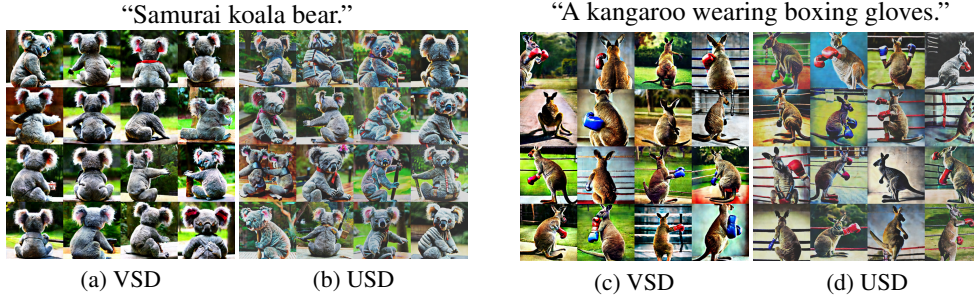 “Samurai koala bear.”
“A kangaroo wearing boxing gloves.”
(a) VSD
(b) USD
(c) VSD
(d) USD